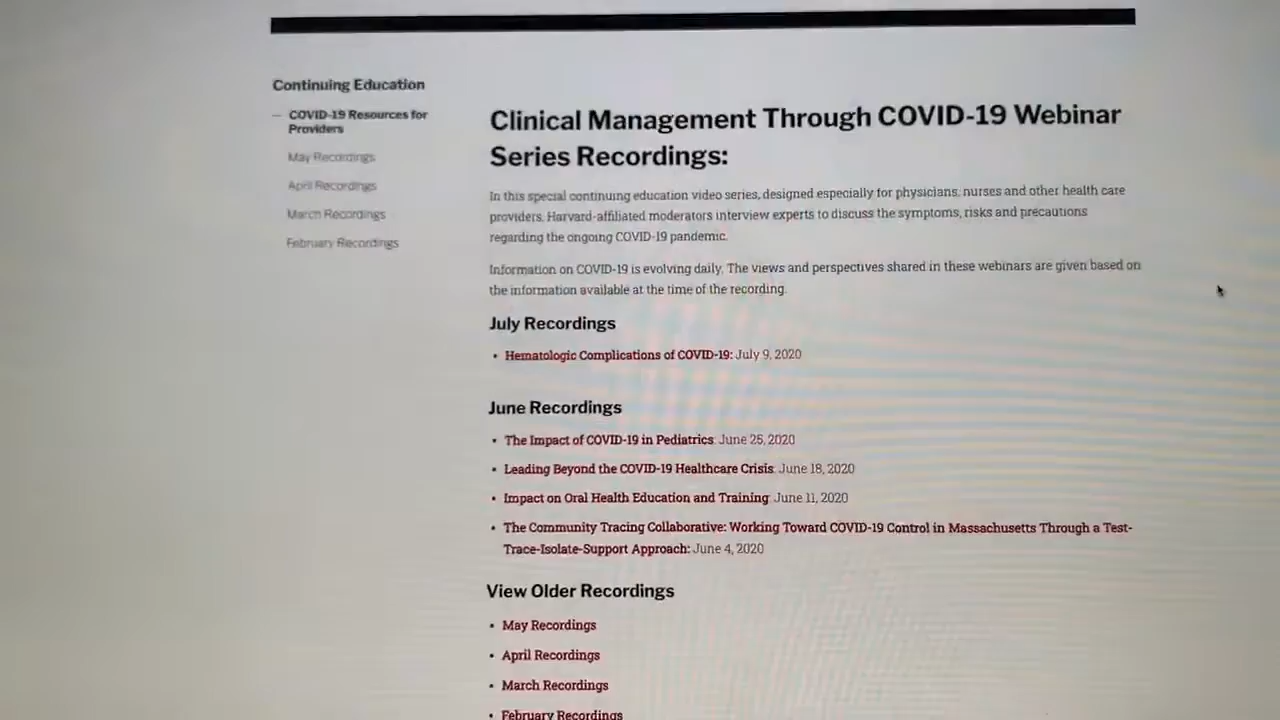 Continuing Education
COVID-19 Resources for
Providers
May Recordings
April Recordings
March Recordings
February Recordings
Clinical Management Through COVID-19 Webinar
Series Recordings:
In this special continuing education video series, designed especially for physicians, nurses and other health care
providers, Harvard-affiliated moderators interview experts to discuss the symptoms, risks and precautions
regarding the ongoing COVID-19 pandemic.
Information on COVID-19 is evolving daily. The views and perspectives shared in these webinars are given based on
the information available at the time of the recording.
July Recordings
• Hematologic Complications of COVID-19: July 9, 2020
June Recordings
• The Impact of COVID-19 in Pediatrics: June 25, 2020
• Leading Beyond the COVID-19 Healthcare Crisis: June 18, 2020
• Impact on Oral Health Education and Training: June 11, 2020
• The Community Tracing Collaborative: Working Toward COVID-19 Control in Massachusetts Through a Test-
Trace-Isolate-Support Approach: June 4, 2020
View Older Recordings
• May Recordings
• April Recordings
• March Recordings
• February Recordings